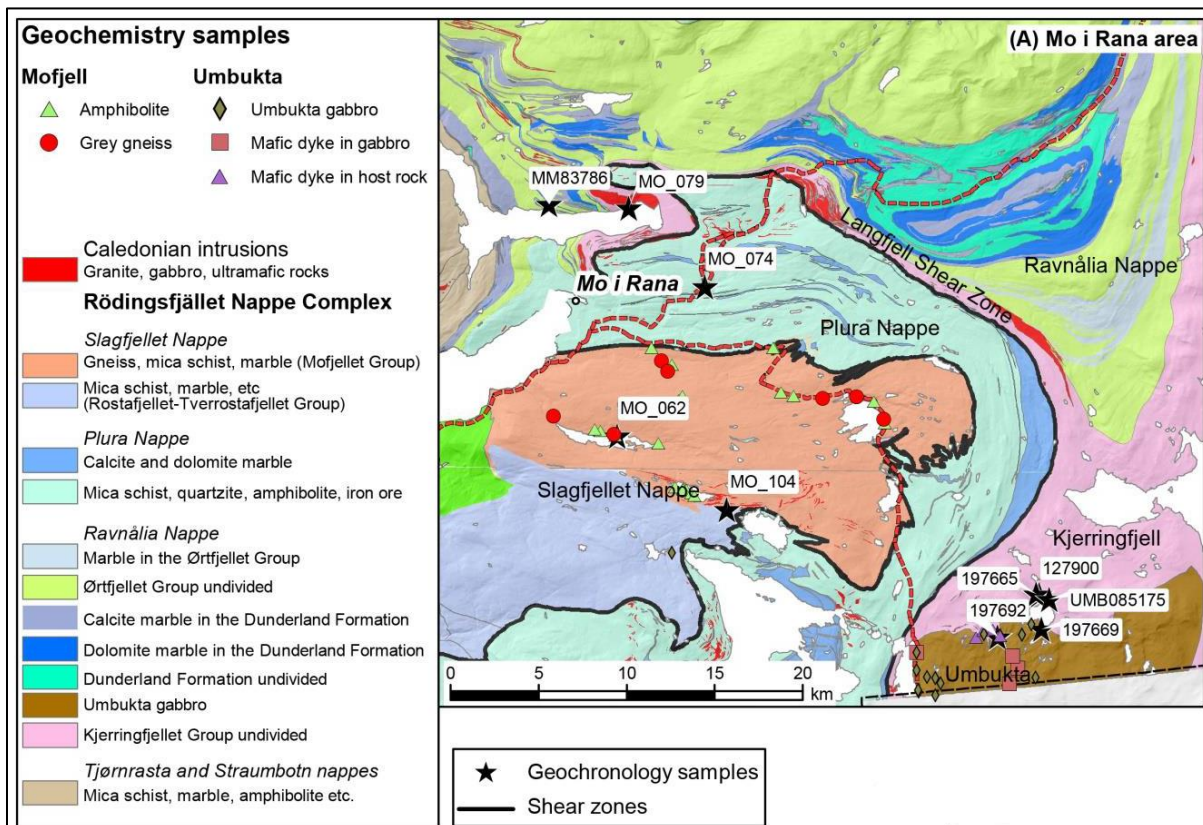 Geochemistry samples
Mofjell
Umbukta
Amphibolite
Umbukta gabbro
Grey gneiss
Mafic dyke in gabbro
Mafic dyke in host rock
Caledonian intrusions
Granite, gabbro, ultramafic rocks
Rödingsfjället Nappe Complex
Slagfjellet Nappe
Gneiss, mica schist, marble (Mofjellet Group)
Mica schist, marble, etc
(Rostafjellet-Tverrostafjellet Group)
Plura Nappe
Calcite and dolomite marble
Mica schist, quartzite, amphibolite, iron ore
Ravnålia Nappe
Marble in the Ørtfjellet Group
Ørtfjellet Group undivided
Calcite marble in the Dunderland Formation
Dolomite marble in the Dunderland Formation
Dunderland Formation undivided
Umbukta gabbro
Kjerringfjellet Group undivided
Tjørnrasta and Straumbotn nappes
Mica schist, marble, amphibolite etc.
(A) Mo i Rana area
MM83786
MO_079
Langfjell Shear Zone
MO_074
Ravnålia Nappe
Mo i Rana
Plura Nappe
MO_062
Slagfjellet Nappe
MO_104
Kjerringfjell
127900
197665
UMB085175
197692
197669
Umbukta
0 5 10 15 20
km
Geochronology samples
Shear zones